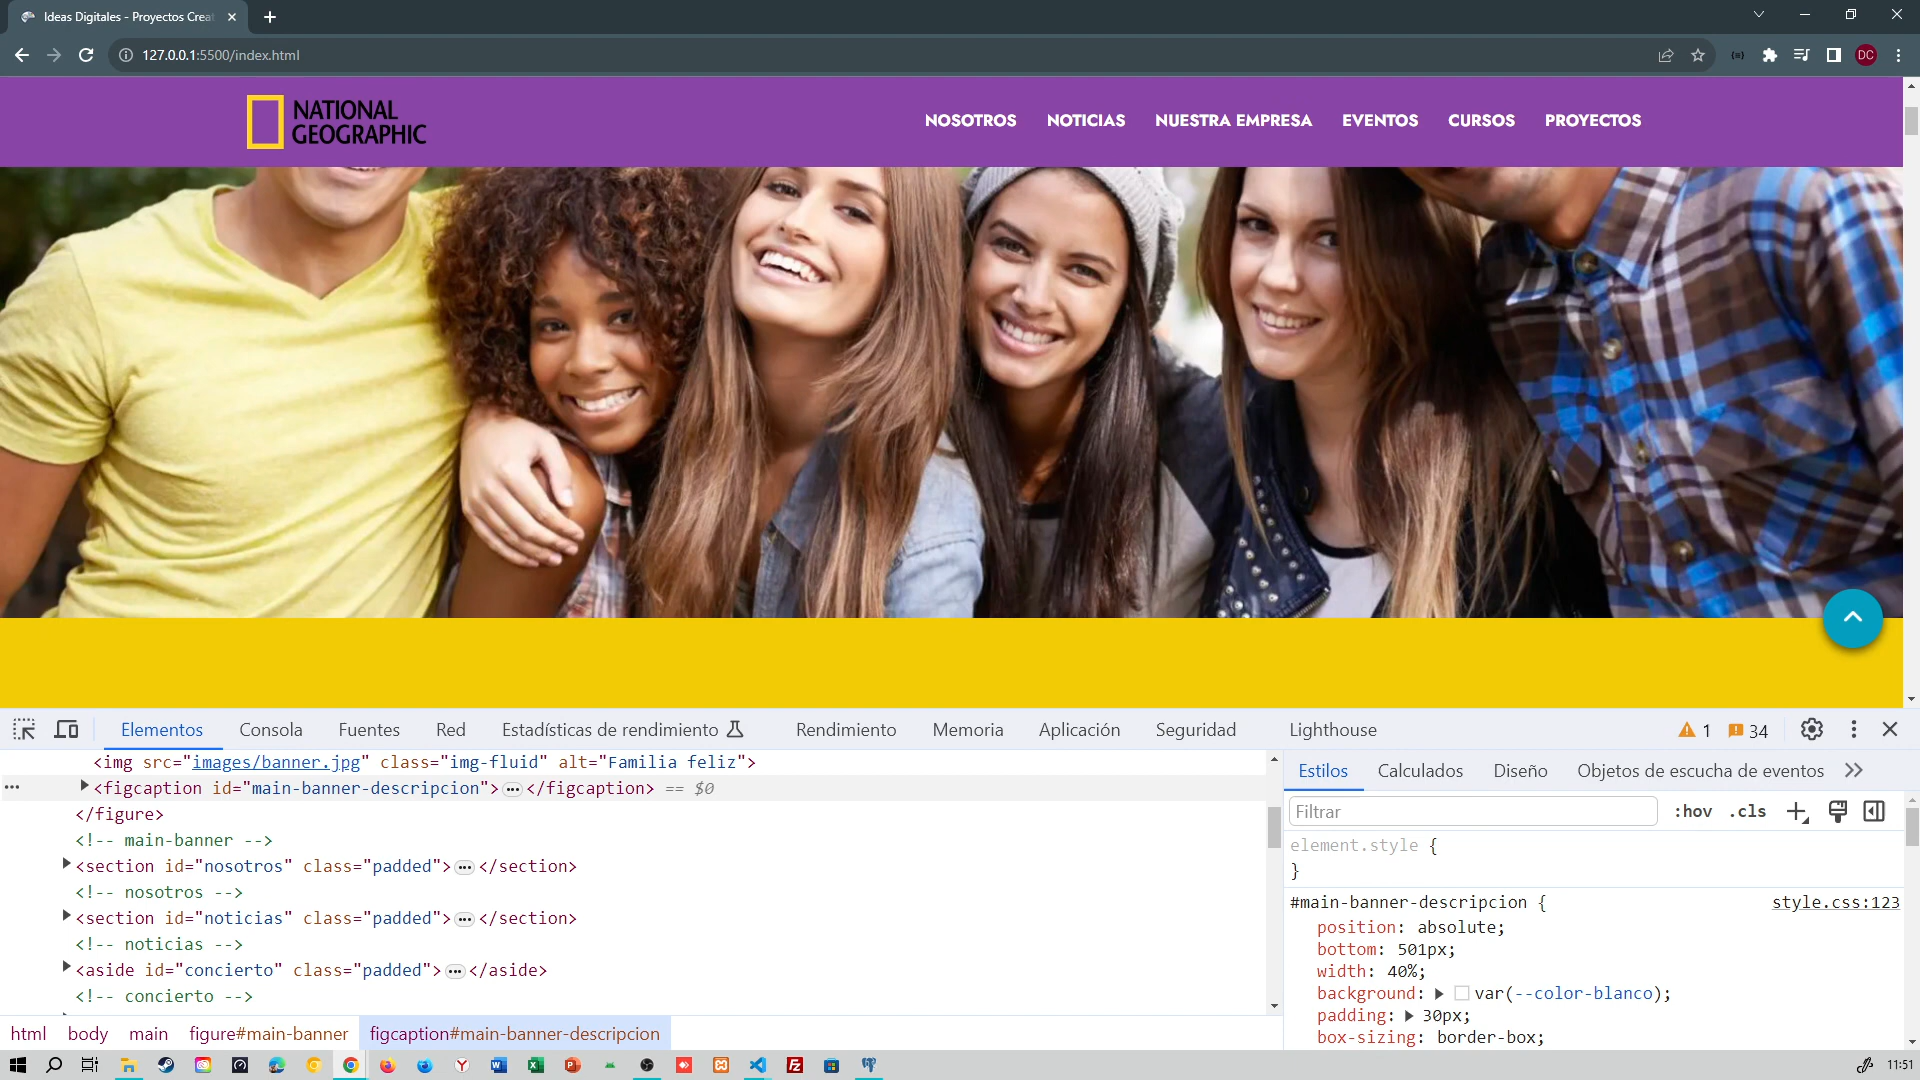 Ideas Digitales - Proyectos Crea
127.0.0.1:5500/index.html
DC
NATIONAL
GEOGRAPHIC
NOSOTROS
NOTICIAS
NUESTRA EMPRESA
EVENTOS
CURSOS
PROYECTOS
Elementos
Consola
Fuentes
Red
Estadísticas de rendimiento
Rendimiento
Memoria
Aplicación
Seguridad
Lighthouse
1
34
<img src="images/banner.jpg" class="img-fluid" alt="Familia feliz">
<figcaption id="main-banner-descripcion">…</figcaption> == $0
</figure>
<!-- main-banner -->
<section id="nosotros" class="padded">…</section>
<!-- nosotros -->
<section id="noticias" class="padded">…</section>
<!-- noticias -->
<aside id="concierto" class="padded">…</aside>
<!-- concierto -->
html body main figure#main-banner figcaption#main-banner-descripcion
Estilos
Calculados
Diseño
Objetos de escucha de eventos
Filtrar
:hov
.cls
element.style {
}
#main-banner-descripcion {
style.css:123
position: absolute;
bottom: 501px;
width: 40%;
background: var(--color-blanco);
padding: 30px;
box-sizing: border-box;
11:51